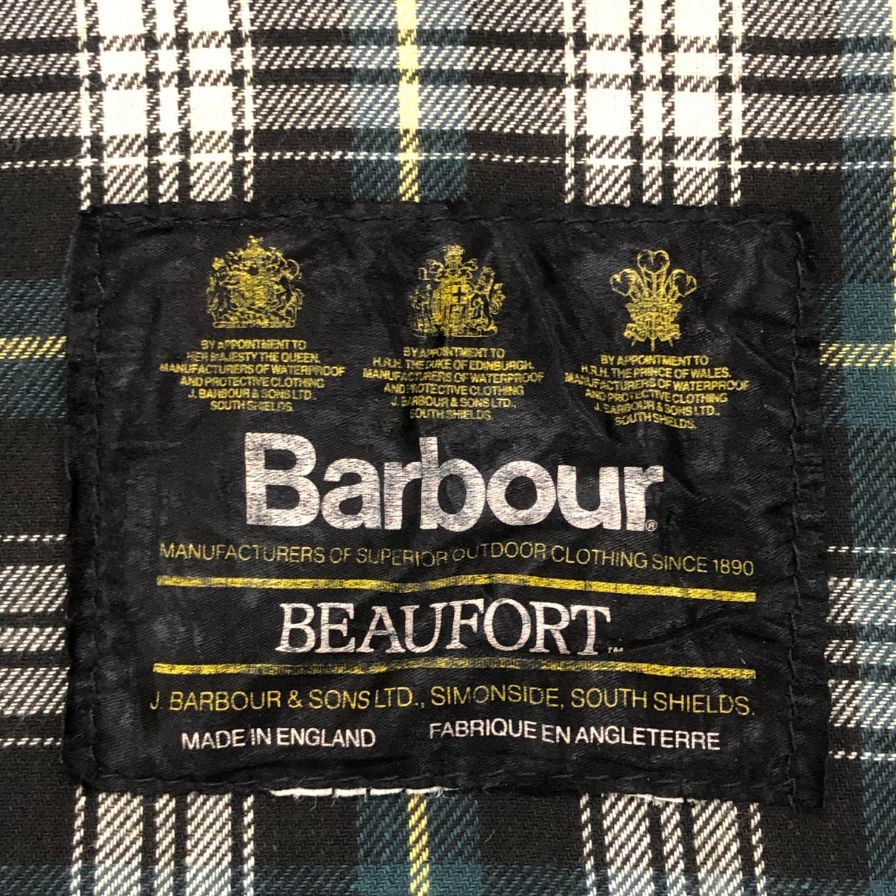 BY APPOINTMENT TO
HER MAJESTY THE QUEEN.
MANUFACTURERS OF WATERPROOF
AND PROTECTIVE CLOTHING
J. BARBOUR & SONS LTD.
SOUTH SHIELDS.
BY APPOINTMENT TO
H.R.H. THE DUKE OF EDINBURGH.
MANUFACTURERS OF WATERPROOF
AND PROTECTIVE CLOTHING
J. BARBOUR & SONS LTD.,
SOUTH SHIELDS.
BY APPOINTMENT TO
H.R.H. THE PRINCE OF WALES.
MANUFACTURERS OF WATERPROOF
AND PROTECTIVE CLOTHING
J. BARBOUR & SONS LTD.,
SOUTH SHIELDS.
Barbour®
MANUFACTURERS OF SUPERIOR OUTDOOR CLOTHING SINCE 1890
BEAUFORT™
J. BARBOUR & SONS LTD., SIMONSIDE, SOUTH SHIELDS.
MADE IN ENGLAND FABRIQUE EN ANGLETERRE